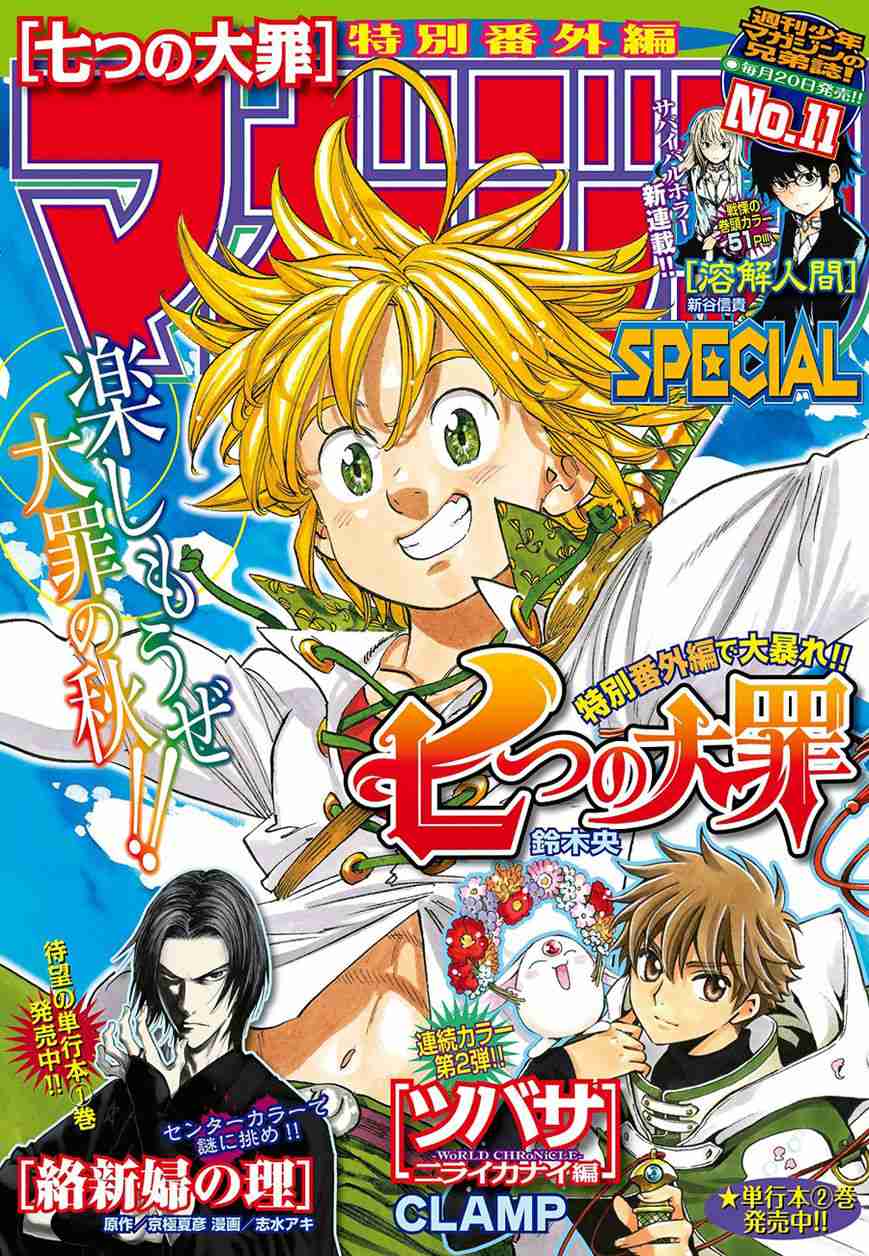 [七つの大罪]特別番外編
週刊少年
マガジンの
兄弟誌!
●毎月20日発売!!
No.11
マガジン
SPECIAL
サバイバルホラー
新連載!!
戦慄の
巻頭カラー
51P!!!
[溶解人間]
新谷信貴
楽しもうぜ
大罪の秋!!
特別番外編で大暴れ!!
七つの大罪
鈴木央
待望の単行本①巻
発売中!!
センターカラーで
謎に挑め!!
[絡新婦の理]
原作/京極夏彦 漫画/志水アキ
連続カラー
第2弾!!
[ツバサ]
-WoRLD CHRoNiCLE-
ニライカナイ編
CLAMP
★単行本②巻
発売中!!